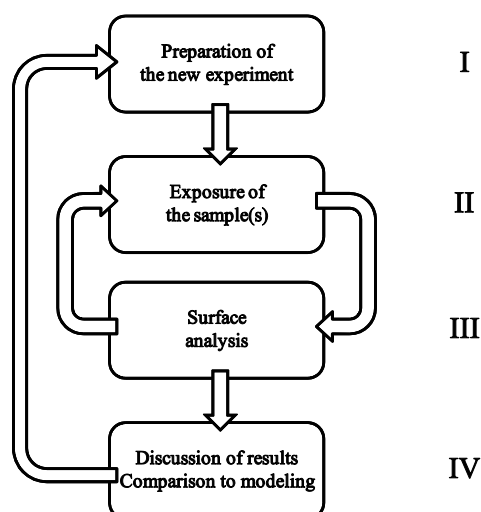 Preparation of
the new experiment
I
Exposure of
the sample(s)
II
Surface
analysis
III
Discussion of results
Comparison to modeling
IV